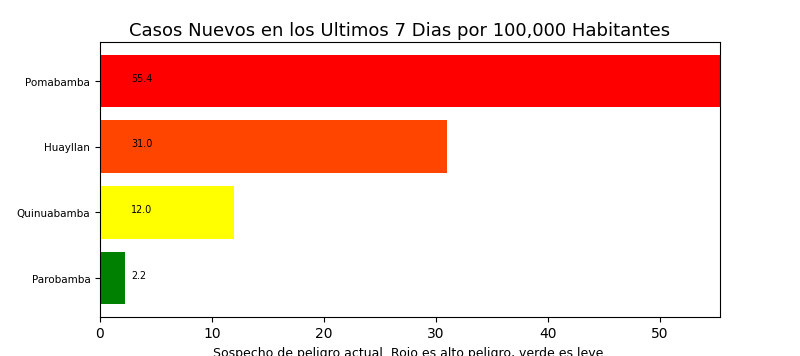 Casos Nuevos en los Ultimos 7 Dias por 100,000 Habitantes
Pomabamba
55.4
Huayllan
31.0
Quinuabamba
12.0
Parobamba
2.2
0 10 20 30 40 50
Sospecho de peligro actual. Rojo es alto peligro, verde es leve